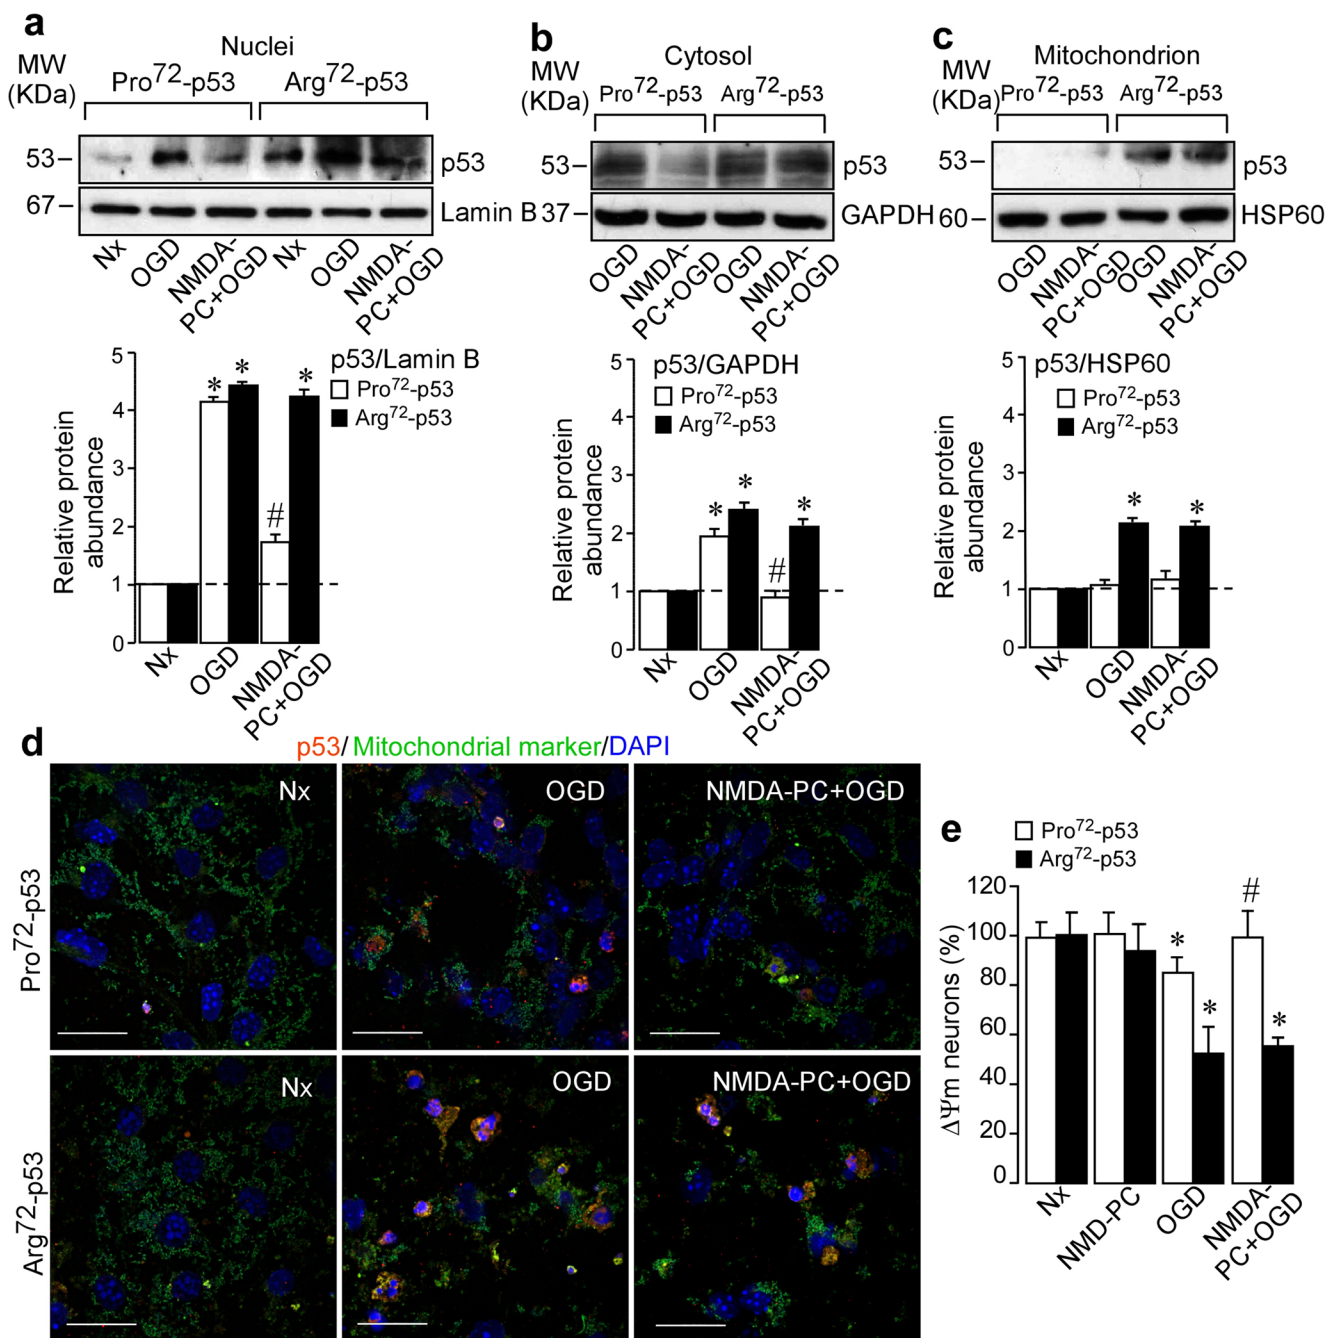 a
Nuclei
MW
(KDa)
Pro72-p53 Arg72-p53
53
p53
67
Lamin B
Nx
OGD
NMDA-
PC+OGD
Nx
OGD
NMDA-
PC+OGD
p53/Lamin B
Pro72-p53
Arg72-p53
Relative protein
abundance
5
4
3
2
1
0
* *
#
*
Nx
OGD
NMDA-
PC+OGD
b
Cytosol
MW
(KDa)
Pro72-p53 Arg72-p53
53
p53
37
GAPDH
OGD
NMDA-
PC+OGD
OGD
NMDA-
PC+OGD
p53/GAPDH
Pro72-p53
Arg72-p53
Relative protein
abundance
5
4
3
2
1
0
* *
#
*
Nx
OGD
NMDA-
PC+OGD
c
Mitochondrion
MW
(KDa)
Pro72-p53 Arg72-p53
53
p53
60
HSP60
OGD
NMDA-
PC+OGD
OGD
NMDA-
PC+OGD
p53/HSP60
Pro72-p53
Arg72-p53
Relative protein
abundance
5
4
3
2
1
0
*
*
Nx
OGD
NMDA-
PC+OGD
d
p53/Mitochondrial marker/DAPI
Pro72-p53
Nx
OGD
NMDA-PC+OGD
Arg72-p53
Nx
OGD
NMDA-PC+OGD
e
Pro72-p53
Arg72-p53
ΔΨm neurons (%)
120
100
80
60
40
20
0
*
*
#
*
Nx
NMD-PC
OGD
NMDA-
PC+OGD